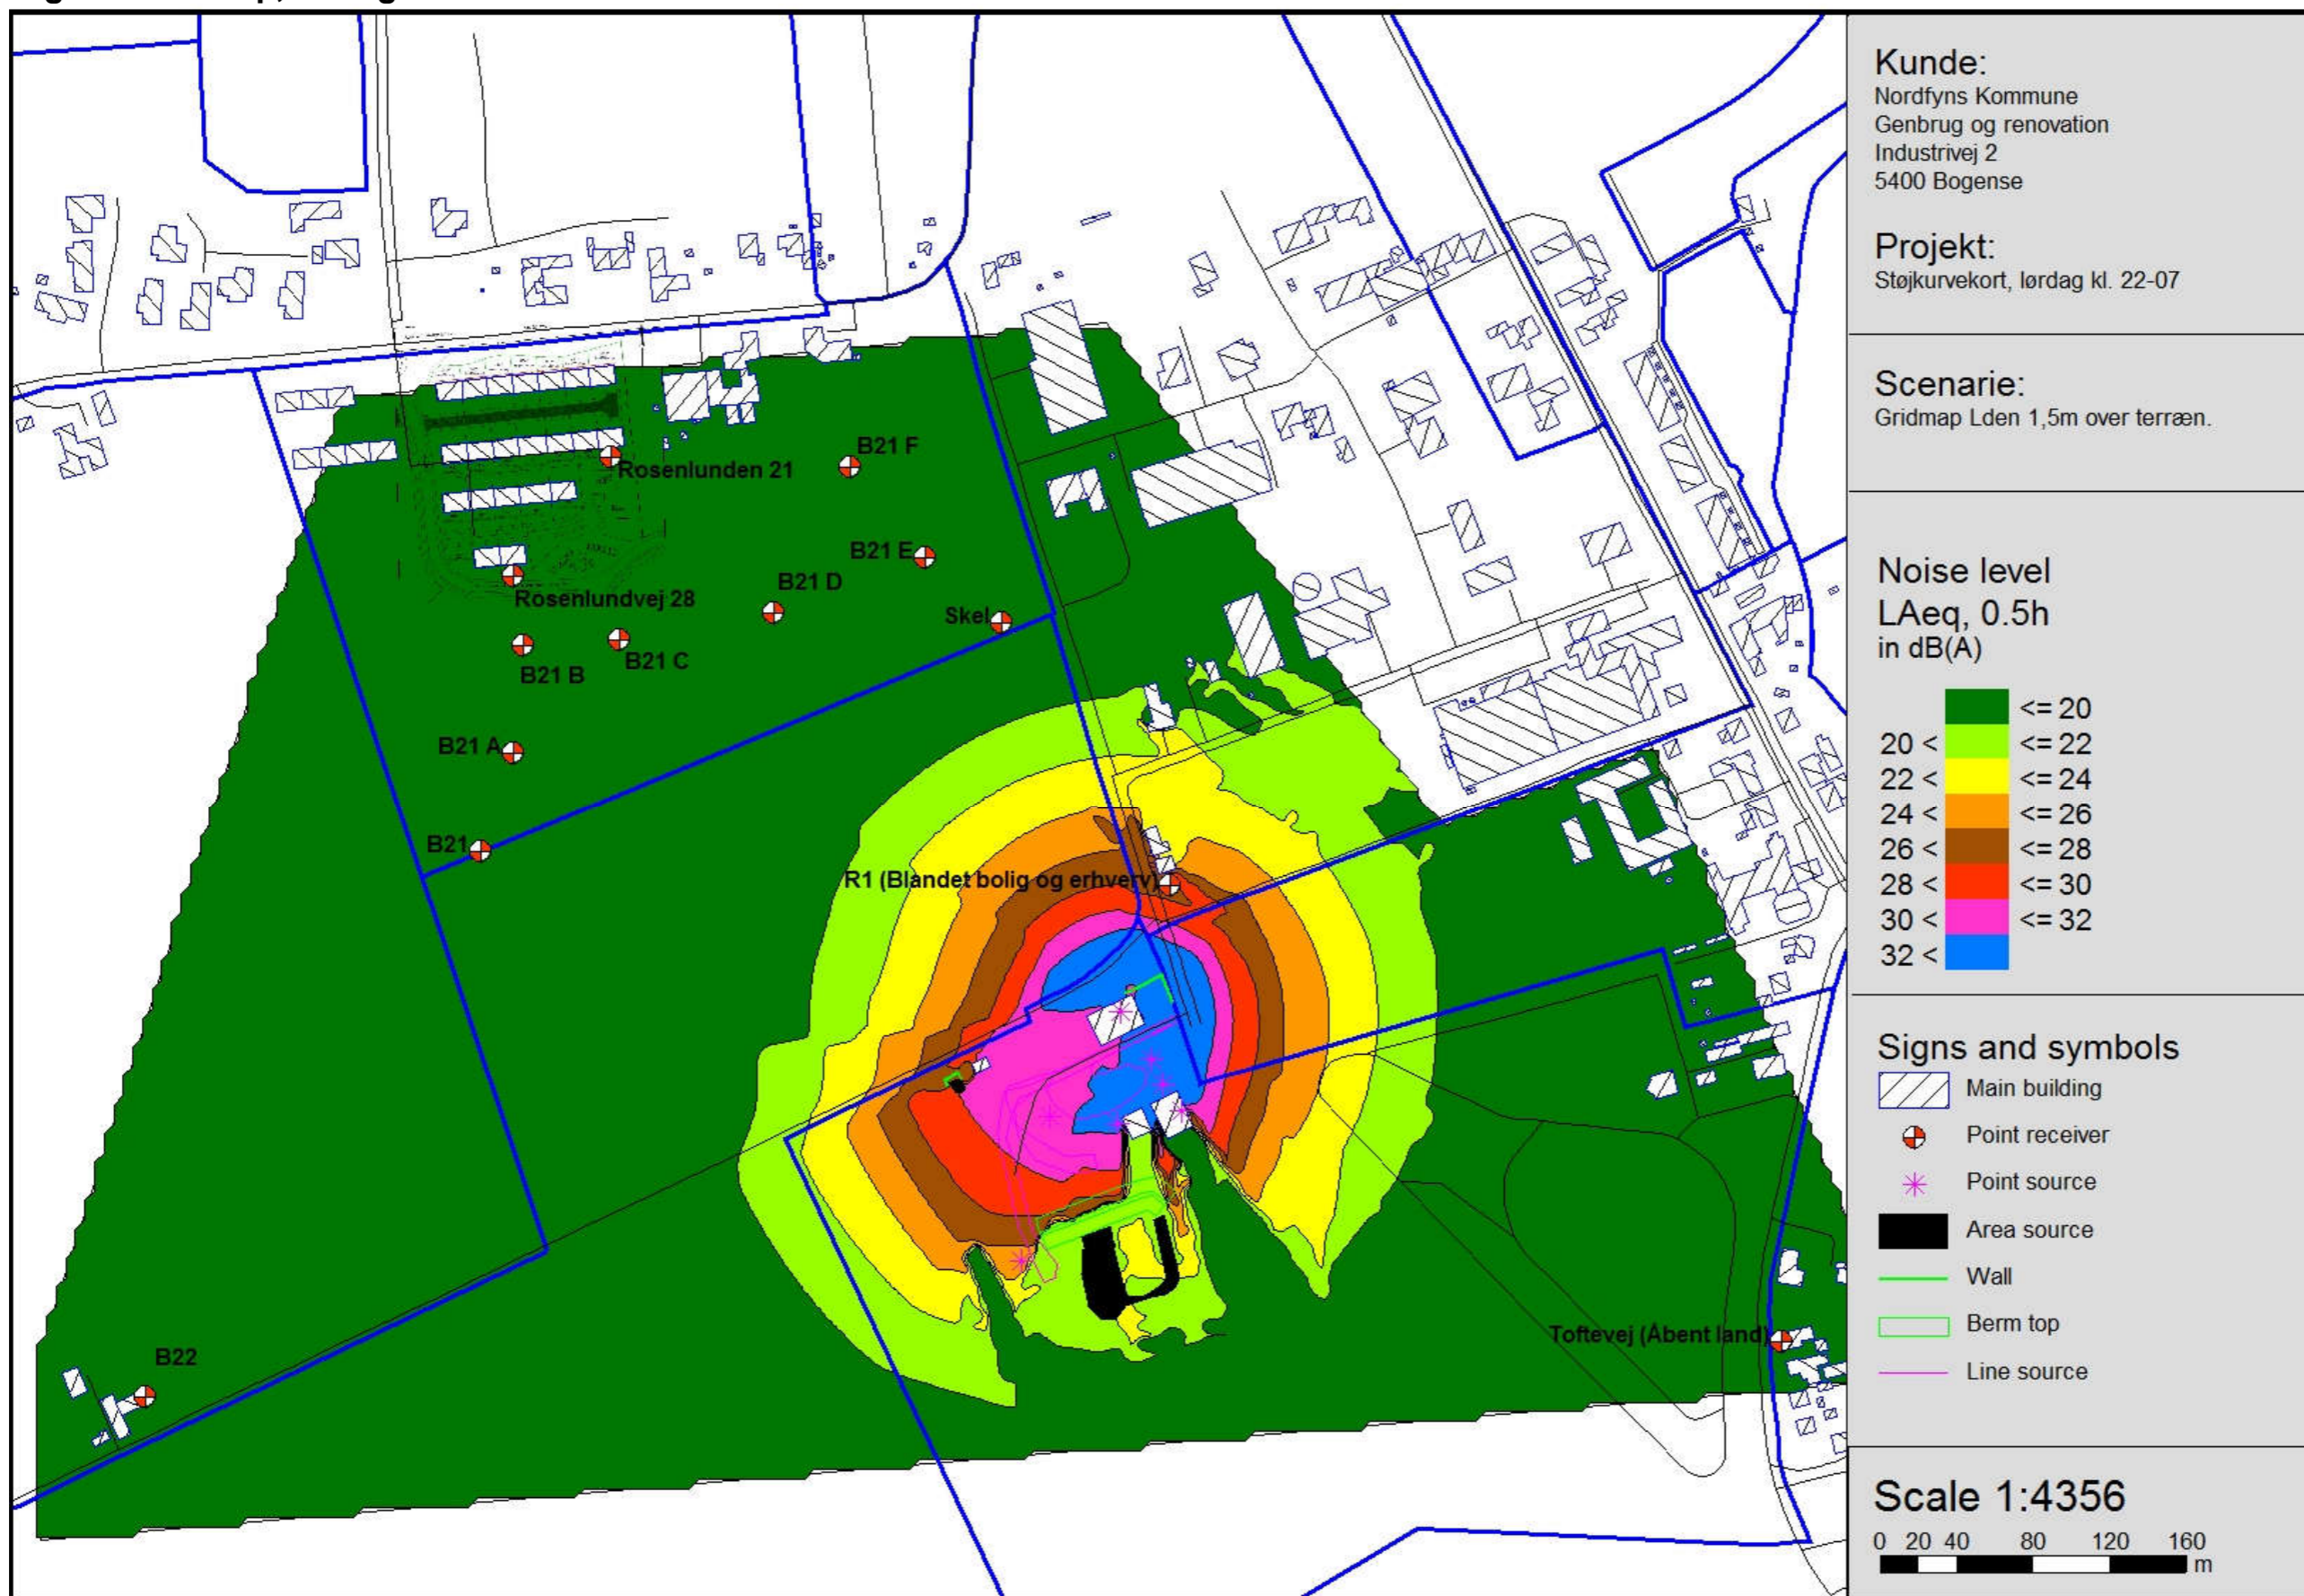 Kunde:
Nordfyns Kommune
Genbrug og renovation
Industrivej 2
5400 Bogense
Projekt:
Støjkurvekort, lørdag kl. 22-07
Scenarie:
Gridmap Lden 1,5m over terræn.
Noise level
LAeq, 0.5h
in dB(A)
<= 20
20 < <= 22
22 < <= 24
24 < <= 26
26 < <= 28
28 < <= 30
30 < <= 32
32 <
Signs and symbols
Main building
Point receiver
Point source
Area source
Wall
Berm top
Line source
Scale 1:4356
0 20 40 80 120 160
m
B21 F
Rosenlunden 21
B21 E
B21 D
Rosenlundvej 28
Skel
B21 C
B21 B
B21 A
B21
R1 (Blandet bolig og erhverv)
Toftevej (Åbent land)
B22